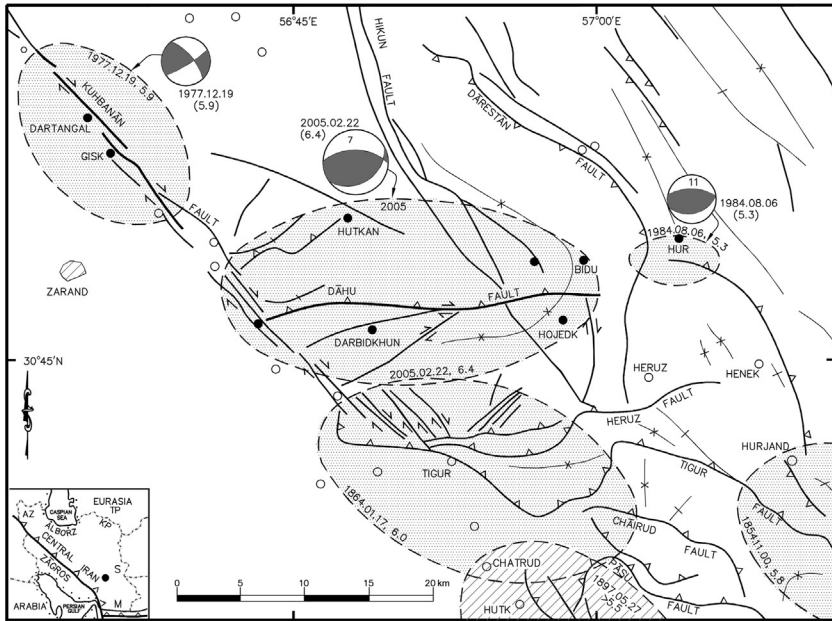 56°45'E
57°00'E
1977.12.19, 5.9
1977.12.19
(5.9)
KUHBANĀN
FAULT
DARTANGAL
GISK
HIKUN
FAULT
DĀRESTĀN
FAULT
2005.02.22
(6.4)
7
2005
11
1984.08.06
(5.3)
1984.08.06, 5.3
HUR
HUTKAN
BIDU
ZARAND
DĀHU
FAULT
DARBIDKHUN
HOJEDK
30°45'N
2005.02.22, 6.4
HERUZ
HENEK
HERUZ
FAULT
HURJAND
TIGUR
TIGUR
FAULT
1864.01.17, 6.0
CHĀIRUD
FAULT
1854.11.00, 5.8
CHATRUD
PĀSU
FAULT
1897.05.27
>5.5
HUTK
AZ
CASPIAN
SEA
EURASIA
TP
ALBORZ
KP
CENTRAL
IRAN
ZAGROS
S
ARABIA
PERSIAN
GULF
M
0 5 10 15 20 km